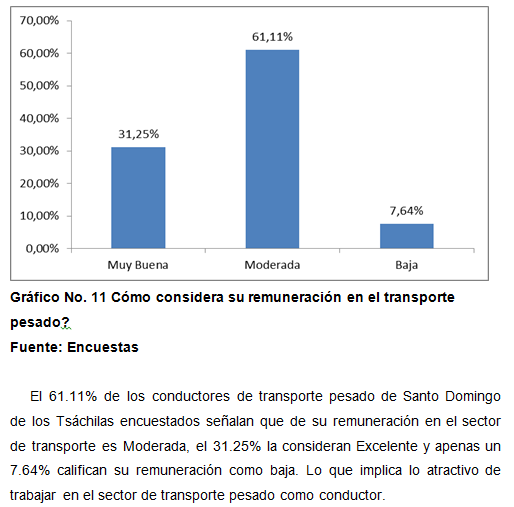 70,00%
61,11%
60,00%
50,00%
40,00%
31,25%
30,00%
20,00%
7,64%
10,00%
0,00%
Muy Buena Moderada Baja
Gráfico No. 11 Cómo considera su remuneración en el transporte
pesado?
Fuente: Encuestas
El 61.11% de los conductores de transporte pesado de Santo Domingo
de los Tsáchilas encuestados señalan que de su remuneración en el sector
de transporte es Moderada, el 31.25% la consideran Excelente y apenas un
7.64% califican su remuneración como baja. Lo que implica lo atractivo de
trabajar en el sector de transporte pesado como conductor.